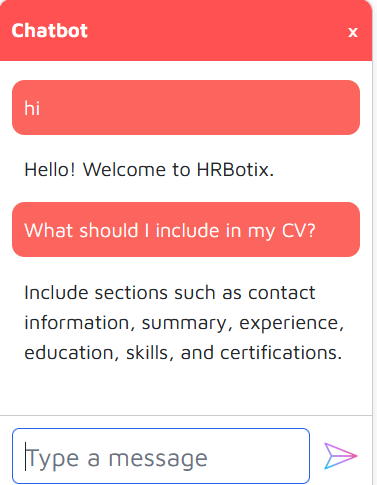 Chatbot x
hi
Hello! Welcome to HRBotix.
What should I include in my CV?
Include sections such as contact
information, summary, experience,
education, skills, and certifications.
Type a message